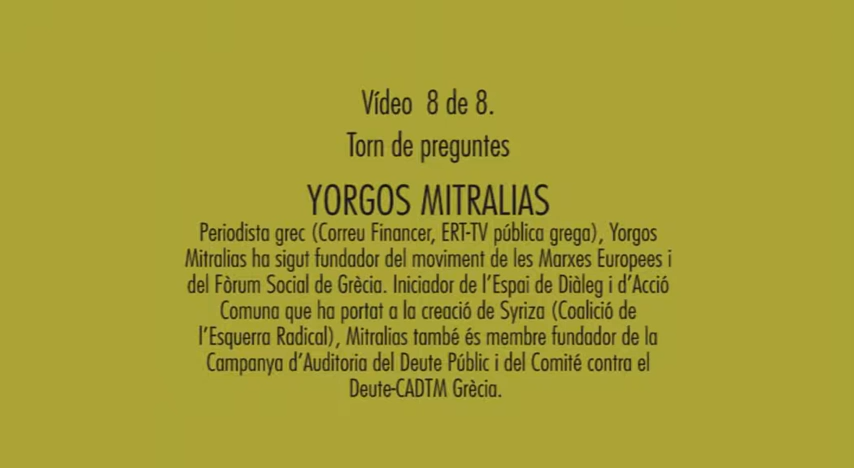 Vídeo 8 de 8.
Torn de preguntes
YORGOS MITRALIAS
Periodista grec (Correu Financer, ERT-TV pública grega), Yorgos
Mitralias ha sigut fundador del moviment de les Marxes Europees i
del Fòrum Social de Grècia. Iniciador de l'Espai de Diàleg i d'Acció
Comuna que ha portat a la creació de Syriza (Coalició de
l'Esquerra Radical), Mitralias també és membre fundador de la
Campanya d'Auditoria del Deute Públic i del Comité contra el
Deute-CADTM Grècia.